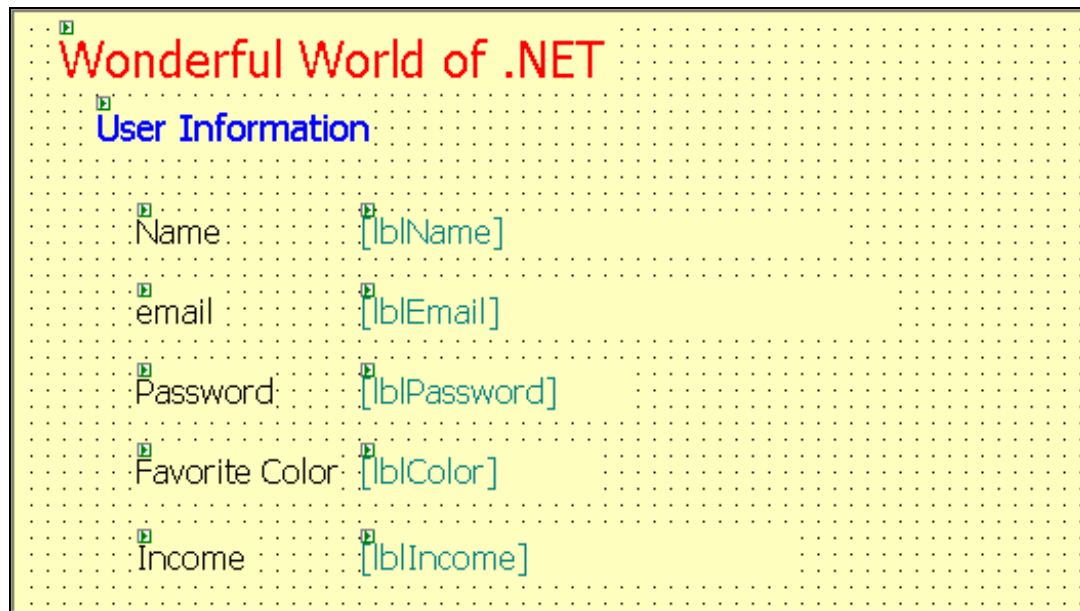 Wonderful World of .NET
User Information
Name [lblName]
email [lblEmail]
Password [lblPassword]
Favorite Color [lblColor]
Income [lblIncome]